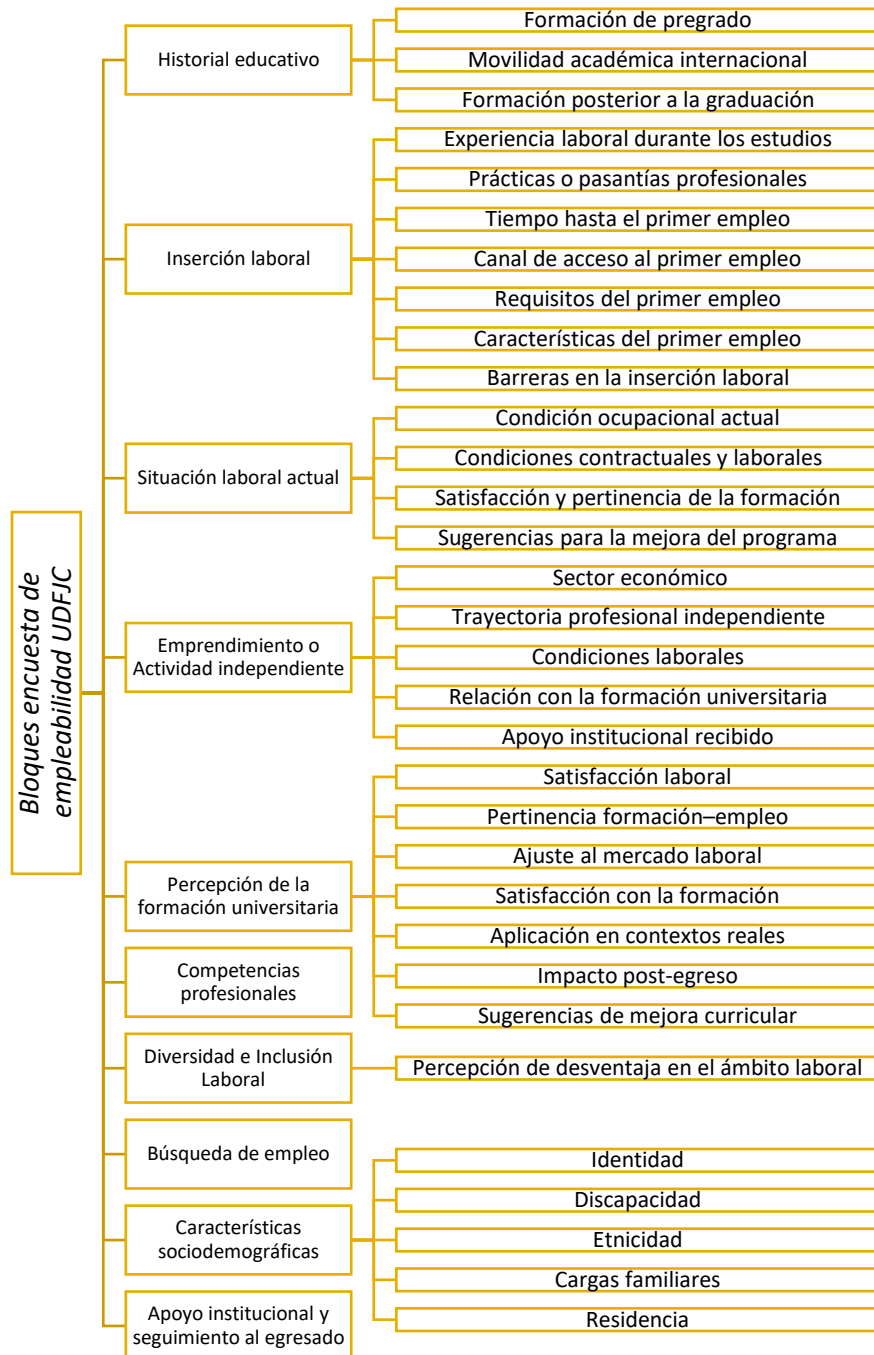 Bloques encuesta de
empleabilidad UDFJC
Historial educativo
Formación de pregrado
Movilidad académica internacional
Formación posterior a la graduación
Inserción laboral
Experiencia laboral durante los estudios
Prácticas o pasantías profesionales
Tiempo hasta el primer empleo
Canal de acceso al primer empleo
Requisitos del primer empleo
Características del primer empleo
Barreras en la inserción laboral
Situación laboral actual
Condición ocupacional actual
Condiciones contractuales y laborales
Satisfacción y pertinencia de la formación
Sugerencias para la mejora del programa
Emprendimiento o
Actividad independiente
Sector económico
Trayectoria profesional independiente
Condiciones laborales
Relación con la formación universitaria
Apoyo institucional recibido
Percepción de la
formación universitaria
Satisfacción laboral
Pertinencia formación–empleo
Ajuste al mercado laboral
Satisfacción con la formación
Aplicación en contextos reales
Impacto post-egreso
Sugerencias de mejora curricular
Competencias
profesionales
Diversidad e Inclusión
Laboral
Percepción de desventaja en el ámbito laboral
Búsqueda de empleo
Características
sociodemográficas
Identidad
Discapacidad
Etnicidad
Cargas familiares
Residencia
Apoyo institucional y
seguimiento al egresado